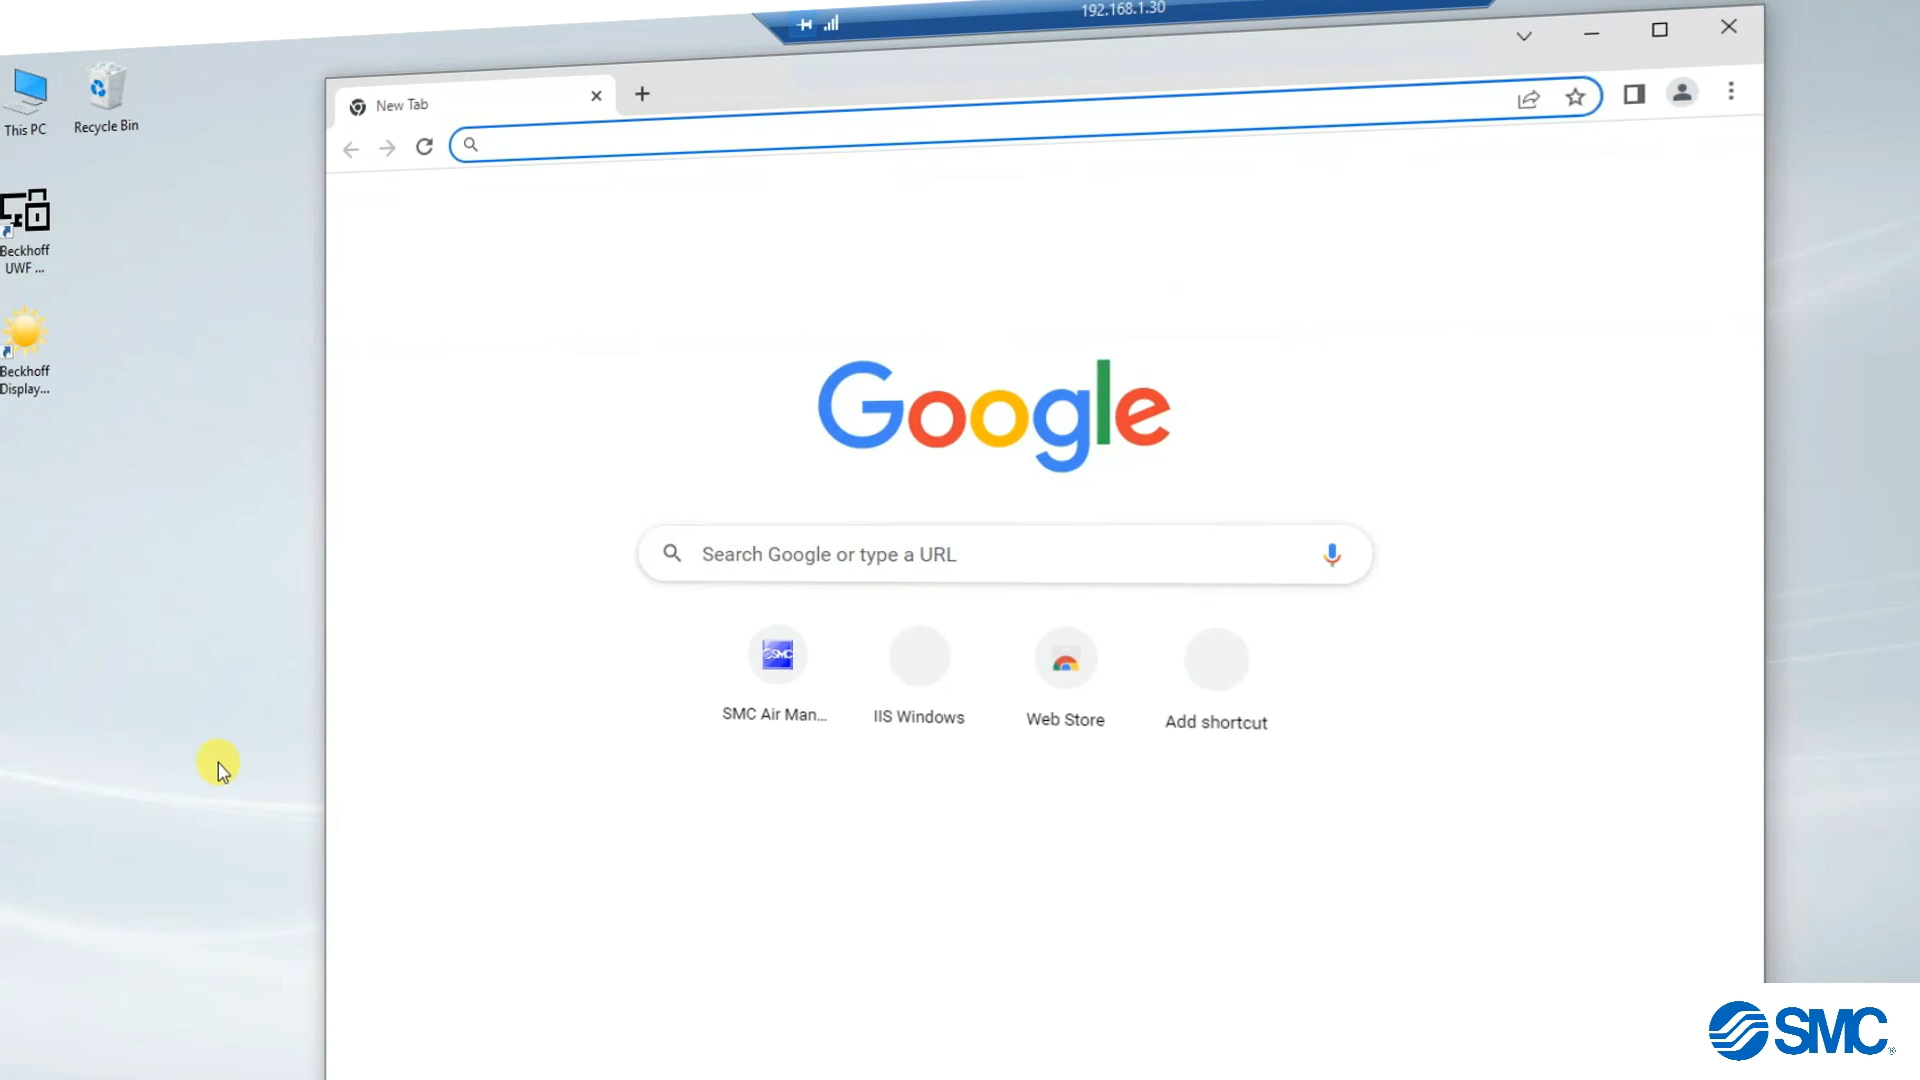 192.168.1.30
New Tab
This PC
Recycle Bin
Beckhoff
UWF ...
Beckhoff
Display...
Google
Search Google or type a URL
SMC
SMC Air Man...
IIS Windows
Web Store
Add shortcut
SMC